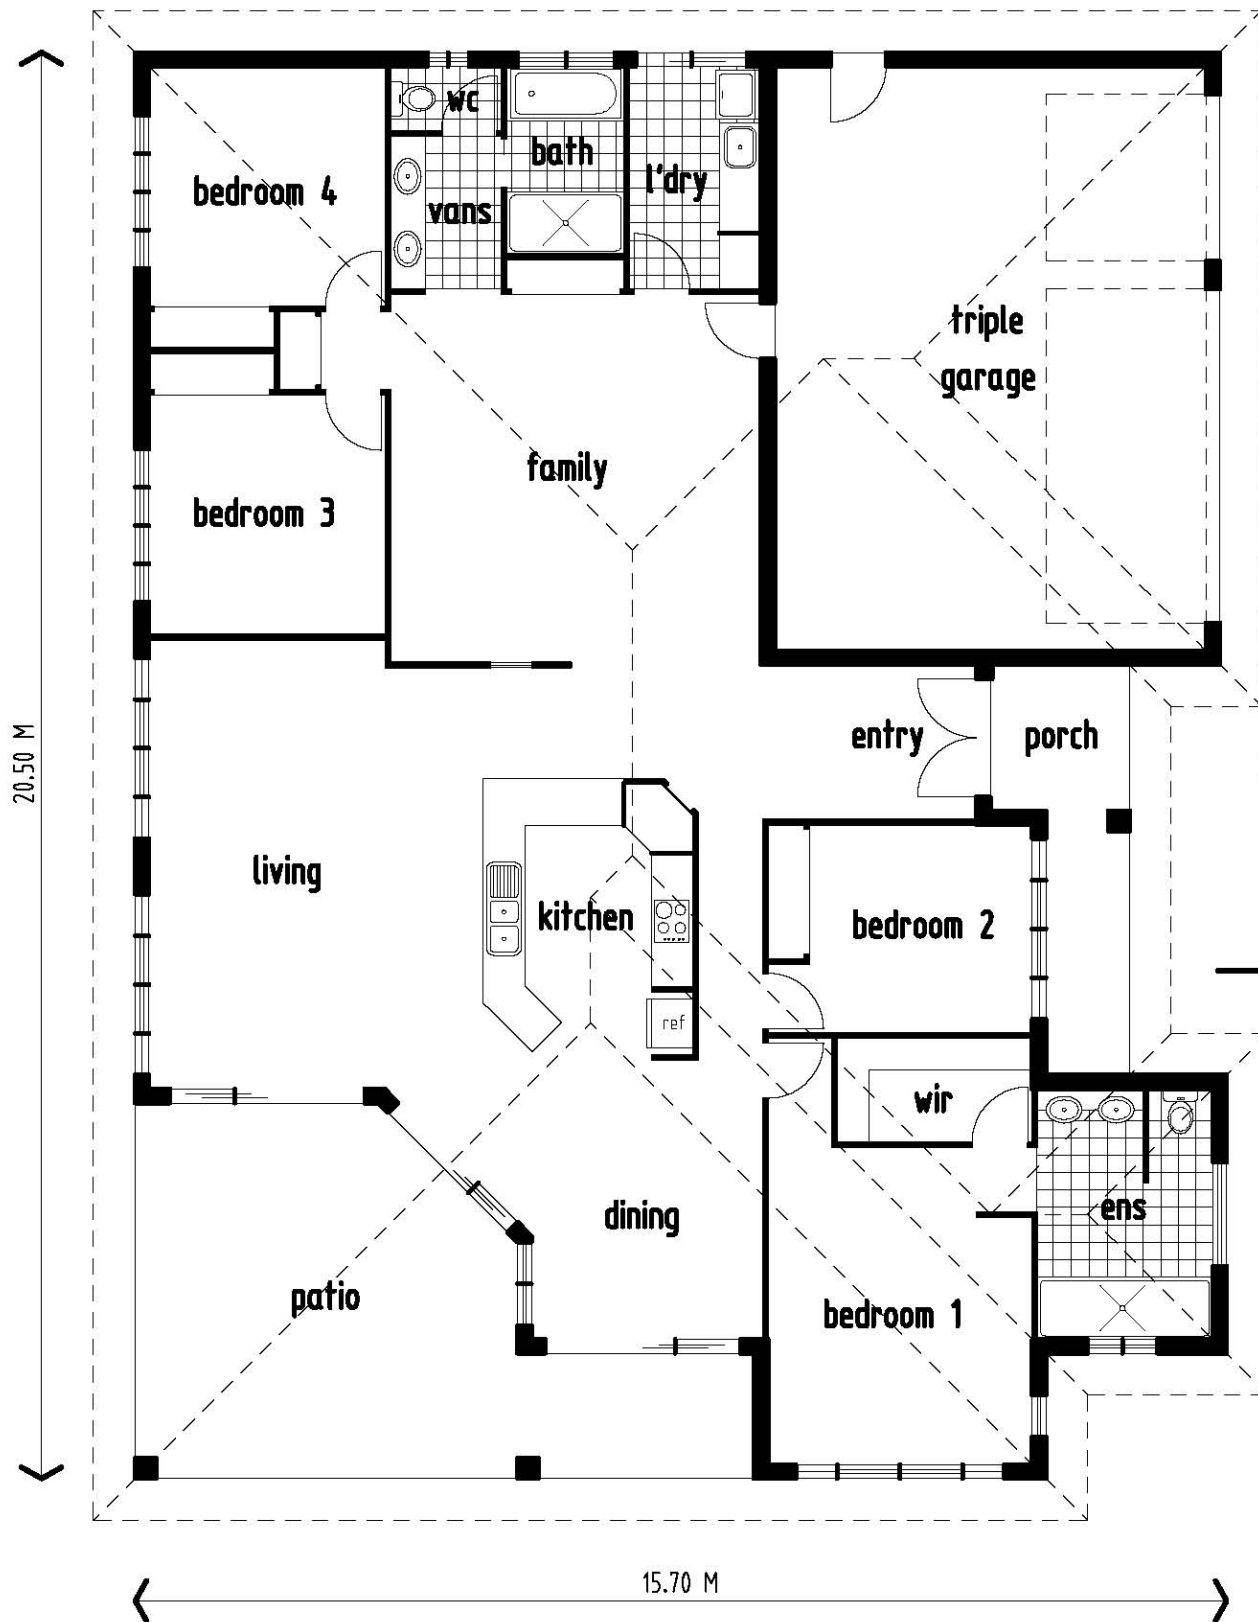 wc
bath
bedroom 4
l'dry
vans
triple
garage
family
bedroom 3
20.50 M
entry
porch
living
kitchen
bedroom 2
ref
wir
dining
ens
patio
bedroom 1
15.70 M